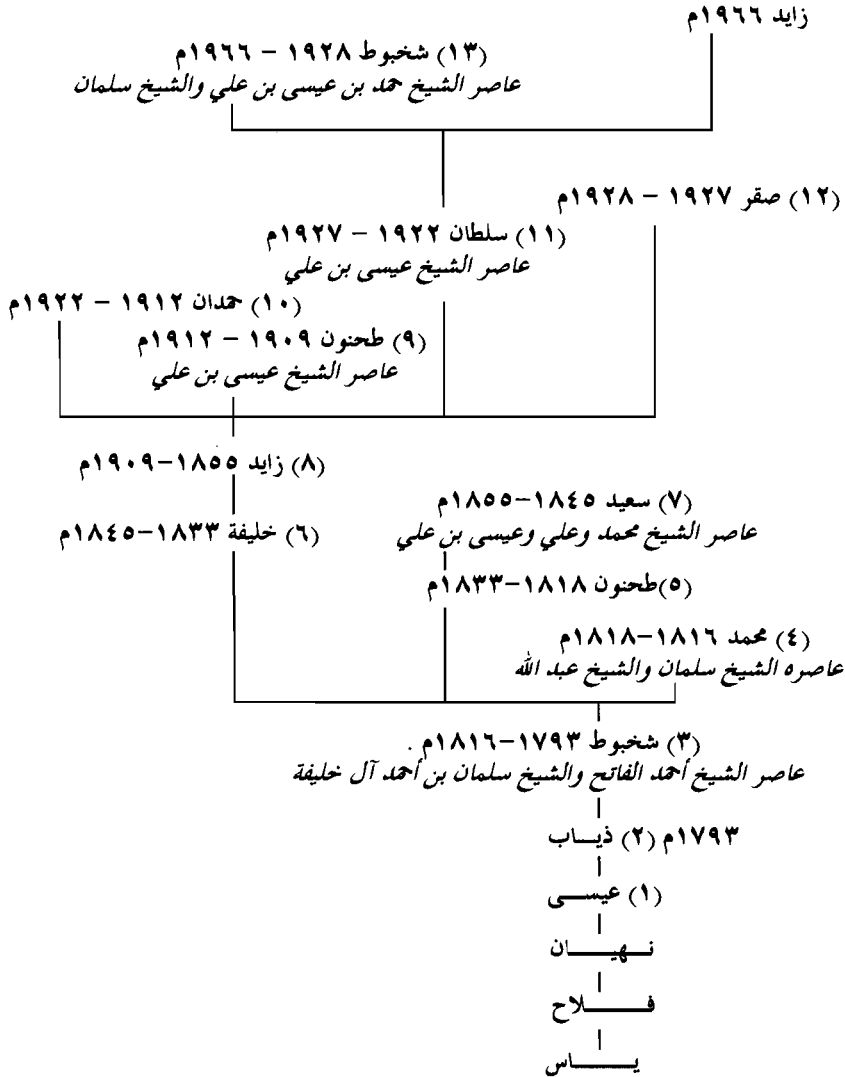 زايد ١٩٦٦م
(١٣) شخبوط ١٩٢٨ – ١٩٦٦م
عاصر الشيخ حمد بن عيسى بن علي والشيخ سلمان
(١٢) صقر ١٩٢٧ – ١٩٢٨م
(١١) سلطان ١٩٢٢ – ١٩٢٧م
عاصر الشيخ عيسى بن علي
(١٠) حمدان ١٩١٢ – ١٩٢٢م
(٩) طحنون ١٩٠٩ – ١٩١٢م
عاصر الشيخ عيسى بن علي
(٨) زايد ١٨٥٥–١٩٠٩م
(٧) سعيد ١٨٤٥–١٨٥٥م
عاصر الشيخ محمد وعلي وعيسى بن علي
(٦) خليفة ١٨٣٣–١٨٤٥م
(٥)طحنون ١٨١٨–١٨٣٣م
(٤) محمد ١٨١٦–١٨١٨م
عاصره الشيخ سلمان والشيخ عبد الله
(٣) شخبوط ١٧٩٣–١٨١٦م .
عاصر الشيخ أحمد الفاتح والشيخ سلمان بن أحمد آل خليفة
١٧٩٣م (٢) ذيـــاب
(١) عيســـى
نـــهيـــــان
فـــــــلاح
يـــــــاس